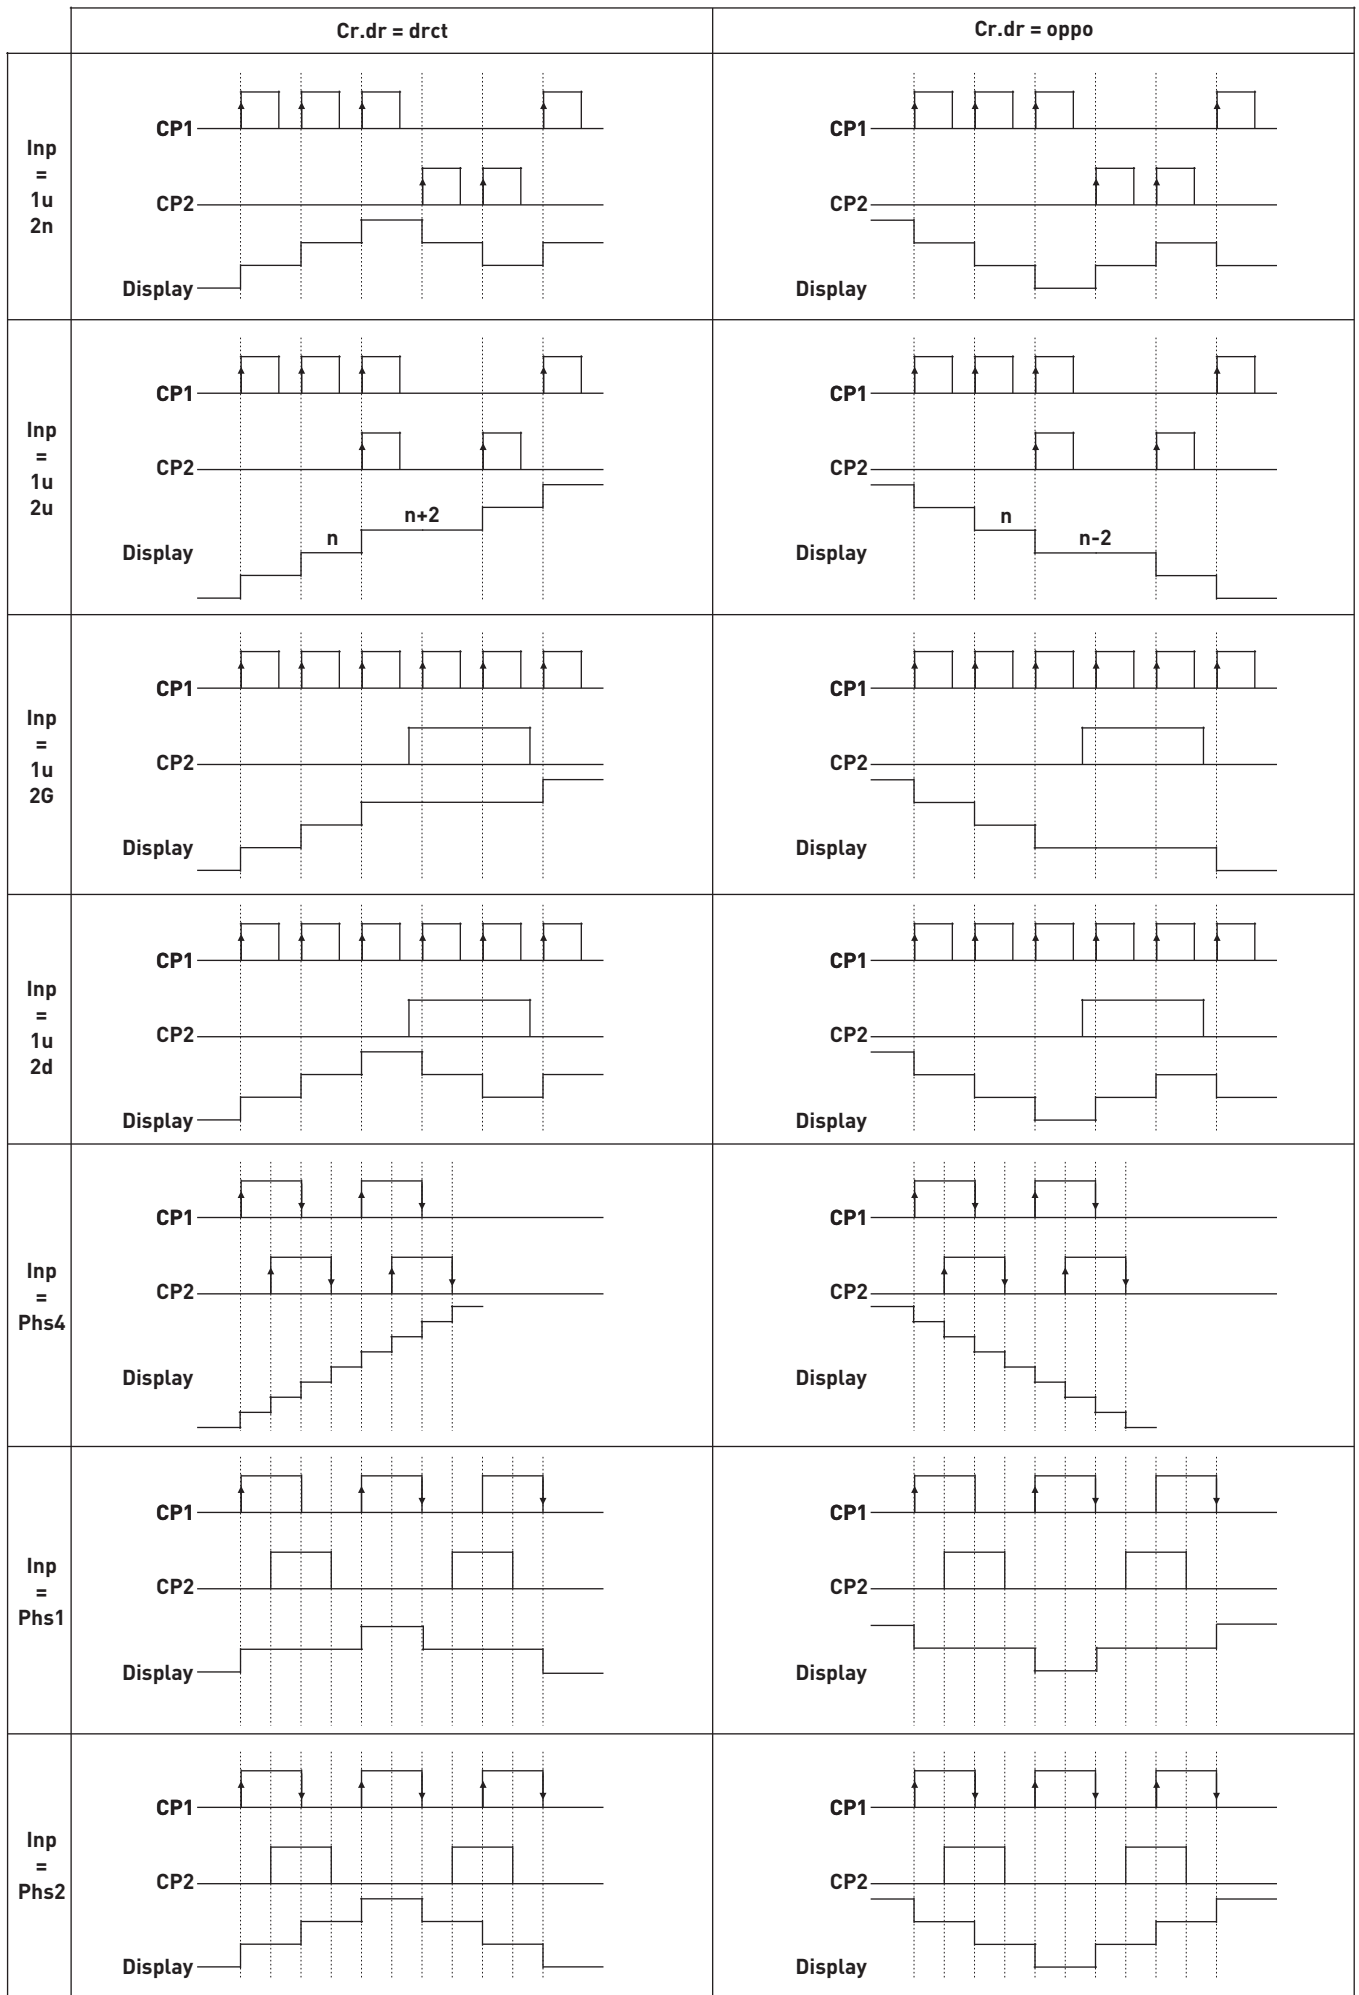 Cr.dr = drct
Cr.dr = oppo
Inp
=
1u
2n
CP1
CP2
Display
CP1
CP2
Display
Inp
=
1u
2u
CP1
CP2
n+2
n
Display
CP1
CP2
n
n-2
Display
Inp
=
1u
2G
CP1
CP2
Display
CP1
CP2
Display
Inp
=
1u
2d
CP1
CP2
Display
CP1
CP2
Display
Inp
=
Phs4
CP1
CP2
Display
CP1
CP2
Display
Inp
=
Phs1
CP1
CP2
Display
CP1
CP2
Display
Inp
=
Phs2
CP1
CP2
Display
CP1
CP2
Display